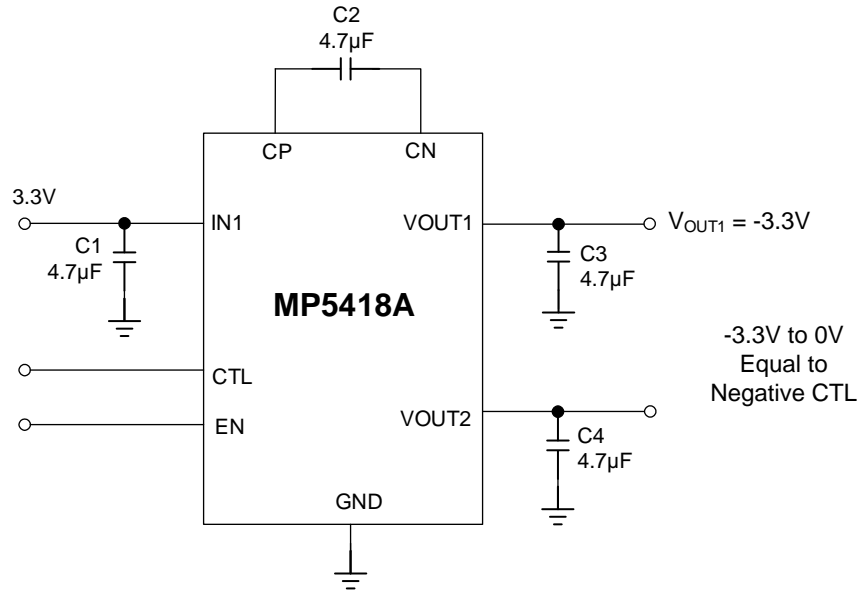 C2
4.7µF
CP
CN
3.3V
IN1
VOUT1
V_OUT1 = -3.3V
C1
4.7µF
C3
4.7µF
MP5418A
-3.3V to 0V
Equal to
Negative CTL
CTL
EN
VOUT2
C4
4.7µF
GND